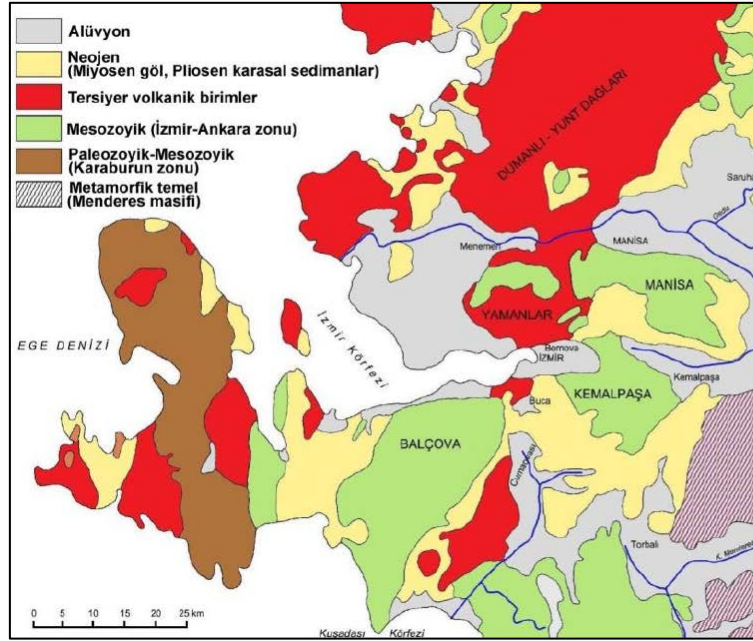 Alüvyon
Neojen
(Miyosen göl, Pliosen karasal sedimanlar)
Tersiyer volkanik birimler
Mesozoyik (İzmir-Ankara zonu)
Paleozoyik-Mesozoyik
(Karaburun zonu)
Metamorfik temel
(Menderes masifi)
DUMANLI - YUNT DAĞLARI
Saruha
Gediz
Menemen
MANİSA
MANİSA
YAMANLAR
EGE DENİZİ
İzmir Körfezi
Bornova
İZMİR
Kemalpaşa
KEMALPAŞA
Buca
BALÇOVA
Cumaovası
Torbalı
K. Menderes
0 5 10 15 20 25 km
Kuşadası Körfezi